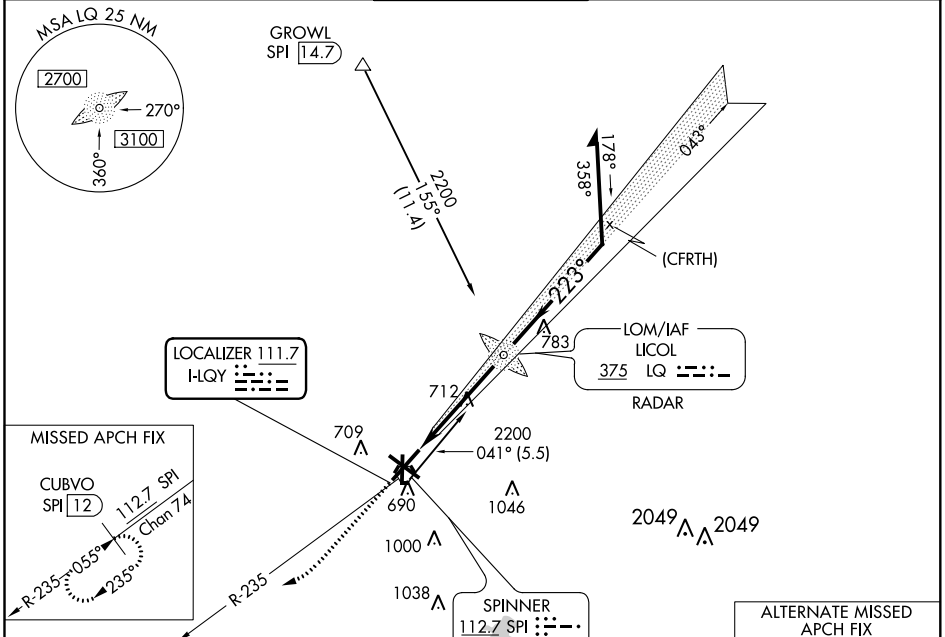 MSA LQ 25 NM
2700
270°
3100
360°
GROWL
SPI 14.7
2200
155°
(11.4)
043°
178°
358°
223°
(CFRTH)
783
LOM/IAF
LICOL
375 LQ
RADAR
LOCALIZER 111.7
I-LQY
712
709
2200
041° (5.5)
690
1046
2049
2049
1000
1038
R-235
MISSED APCH FIX
CUBVO
SPI 12
112.7 SPI
Chan 74
055°
R-235
235°
SPINNER
112.7 SPI
ALTERNATE MISSED
APCH FIX